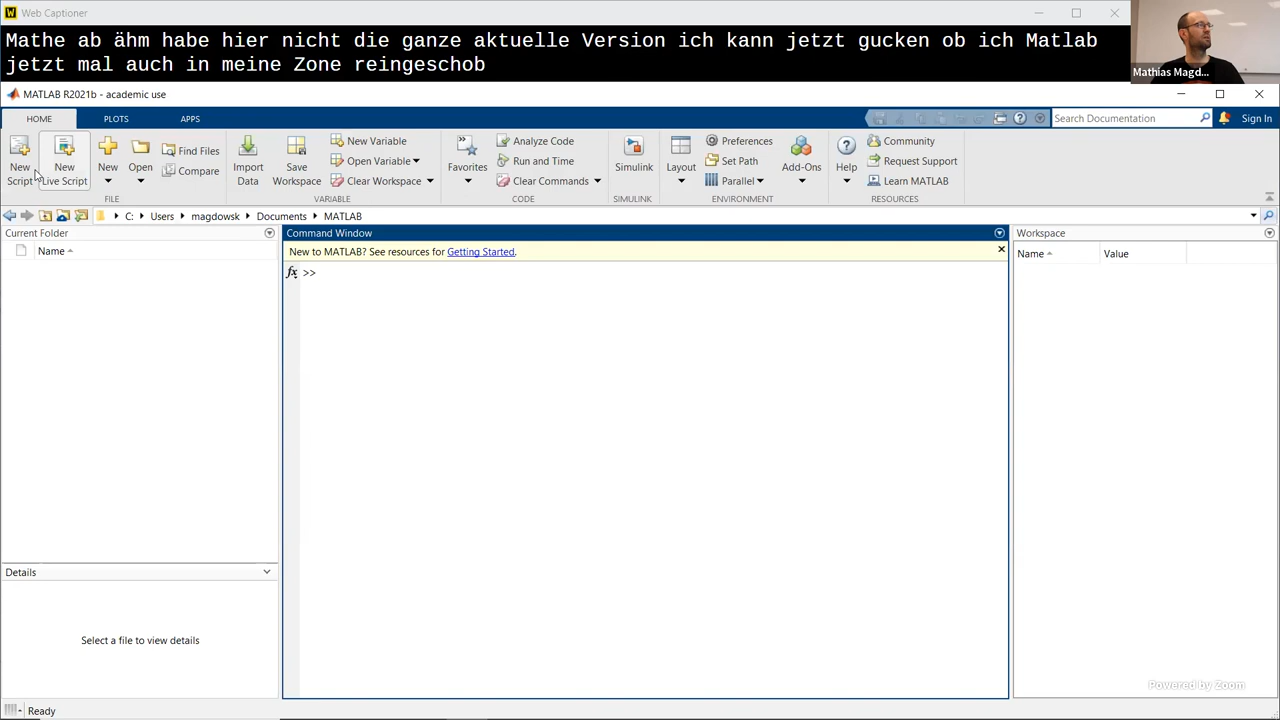 Web Captioner
Mathe ab ähm habe hier nicht die ganze aktuelle Version ich kann jetzt gucken ob ich Matlab
jetzt mal auch in meine Zone reingeschob
Mathias Magd...
MATLAB R2021b - academic use
HOME PLOTS APPS
Search Documentation
Sign In
New Script
New Live Script
New
Open
Find Files
Compare
FILE
Import Data
Save Workspace
New Variable
Open Variable
Clear Workspace
VARIABLE
Favorites
Analyze Code
Run and Time
Clear Commands
CODE
Simulink
SIMULINK
Layout
Preferences
Set Path
Parallel
Add-Ons
ENVIRONMENT
Help
Community
Request Support
Learn MATLAB
RESOURCES
C: Users magdowsk Documents MATLAB
Current Folder
Name
Command Window
New to MATLAB? See resources for Getting Started.
fx >>
Workspace
Name Value
Details
Select a file to view details
Powered by Zoom
Ready